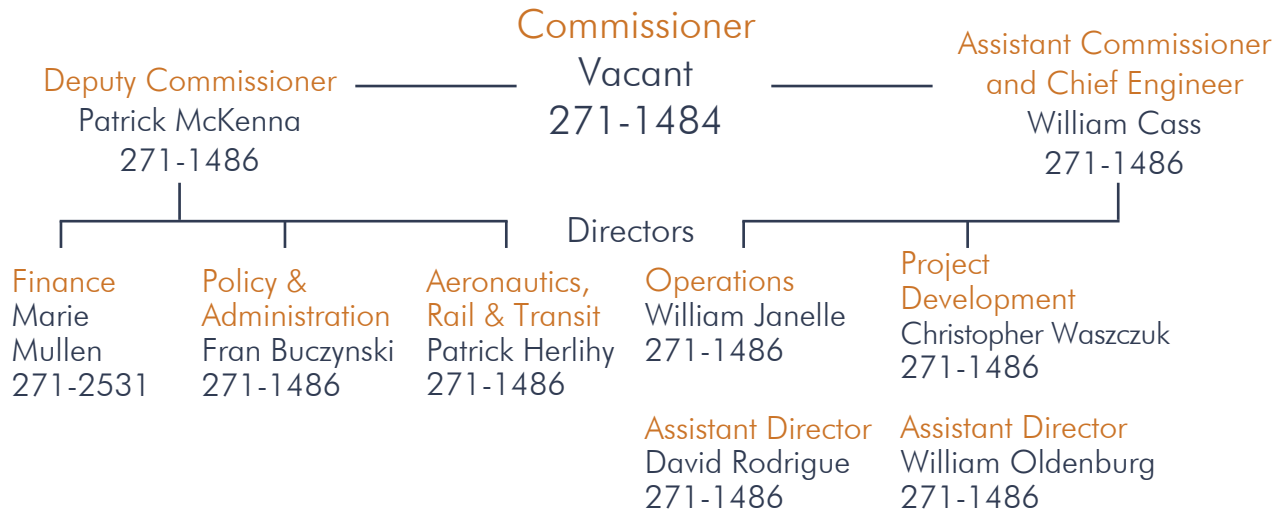 Commissioner
Vacant
271-1484
Deputy Commissioner
Patrick McKenna
271-1486
Assistant Commissioner
and Chief Engineer
William Cass
271-1486
Directors
Finance
Marie
Mullen
271-2531
Policy &
Administration
Fran Buczynski
271-1486
Aeronautics,
Rail & Transit
Patrick Herlihy
271-1486
Operations
William Janelle
271-1486
Project
Development
Christopher Waszczuk
271-1486
Assistant Director
David Rodrigue
271-1486
Assistant Director
William Oldenburg
271-1486